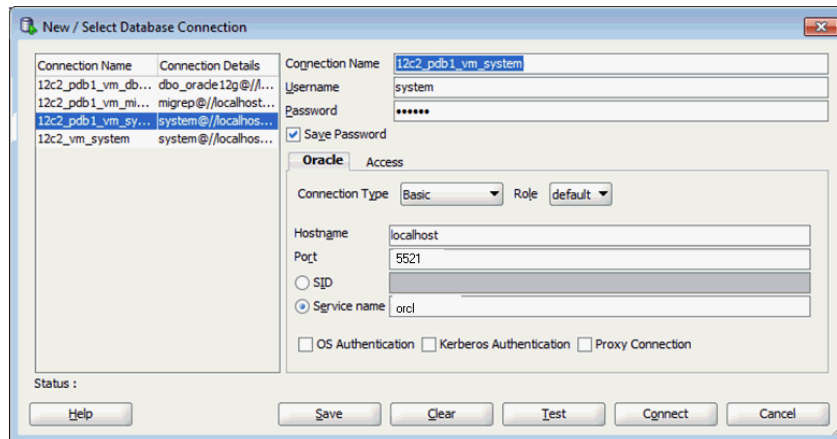 New / Select Database Connection
Connection Name Connection Details
12c2_pdb1_vm_db... dbo_oracle12g@//l...
12c2_pdb1_vm_mi... migrep@//localhost...
12c2_pdb1_vm_sy... system@//localhos...
12c2_vm_system system@//localhos...
Connection Name 12c2_pdb1_vm_system
Username system
Password ••••••
Save Password
Oracle Access
Connection Type Basic Role default
Hostname localhost
Port 5521
SID
Service name orcl
OS Authentication Kerberos Authentication Proxy Connection
Status :
Help Save Clear Test Connect Cancel